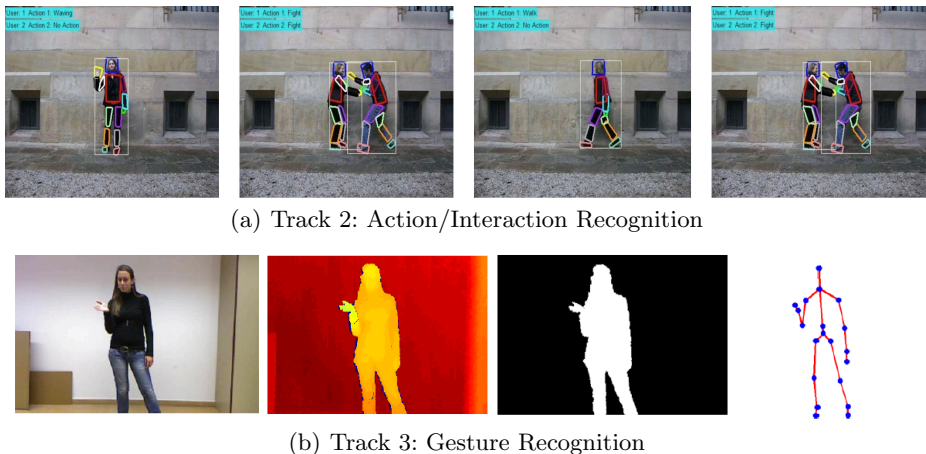 User: 1 Action 1: Waving
User: 2 Action 2: No Action
User: 1 Action 1: Fight
User: 2 Action 2: Fight
User: 1 Action 1: Walk
User: 2 Action 2: No Action
User: 1 Action 1: Fight
User: 2 Action 2: Fight
(a) Track 2: Action/Interaction Recognition
(b) Track 3: Gesture Recognition